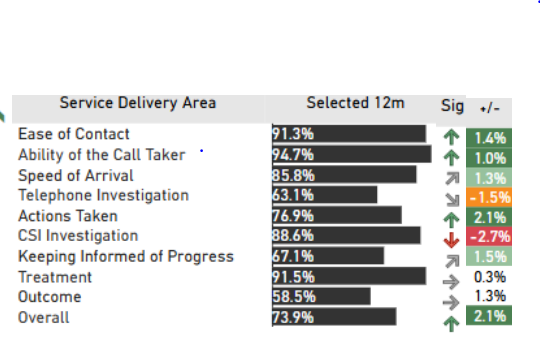 Service Delivery Area Selected 12m Sig +/-
Ease of Contact 91.3% 1.4%
Ability of the Call Taker 94.7% 1.0%
Speed of Arrival 85.8% 1.3%
Telephone Investigation 63.1% -1.5%
Actions Taken 76.9% 2.1%
CSI Investigation 88.6% -2.7%
Keeping Informed of Progress 67.1% 1.5%
Treatment 91.5% 0.3%
Outcome 58.5% 1.3%
Overall 73.9% 2.1%